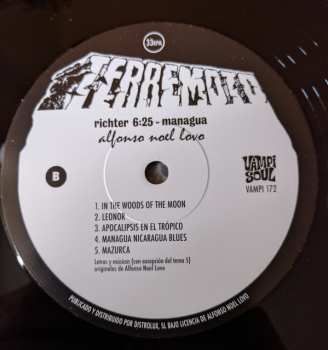 33RPM
TERREMOTO
richter 6:25 - managua
alfonso noel lovo
B
VAMPI
SOUL
VAMPI 172
1. IN THE WOODS OF THE MOON
2. LEONOR
3. APOCALIPSIS EN EL TRÓPICO
4. MANAGUA NICARAGUA BLUES
5. MAZURCA
Letras y músicas (con excepción del tema 5)
originales de Alfonso Noel Lovo
PUBLICADO Y DISTRIBUIDO POR DISTROLUX, SL BAJO LICENCIA DE ALFONSO NOEL LOVO